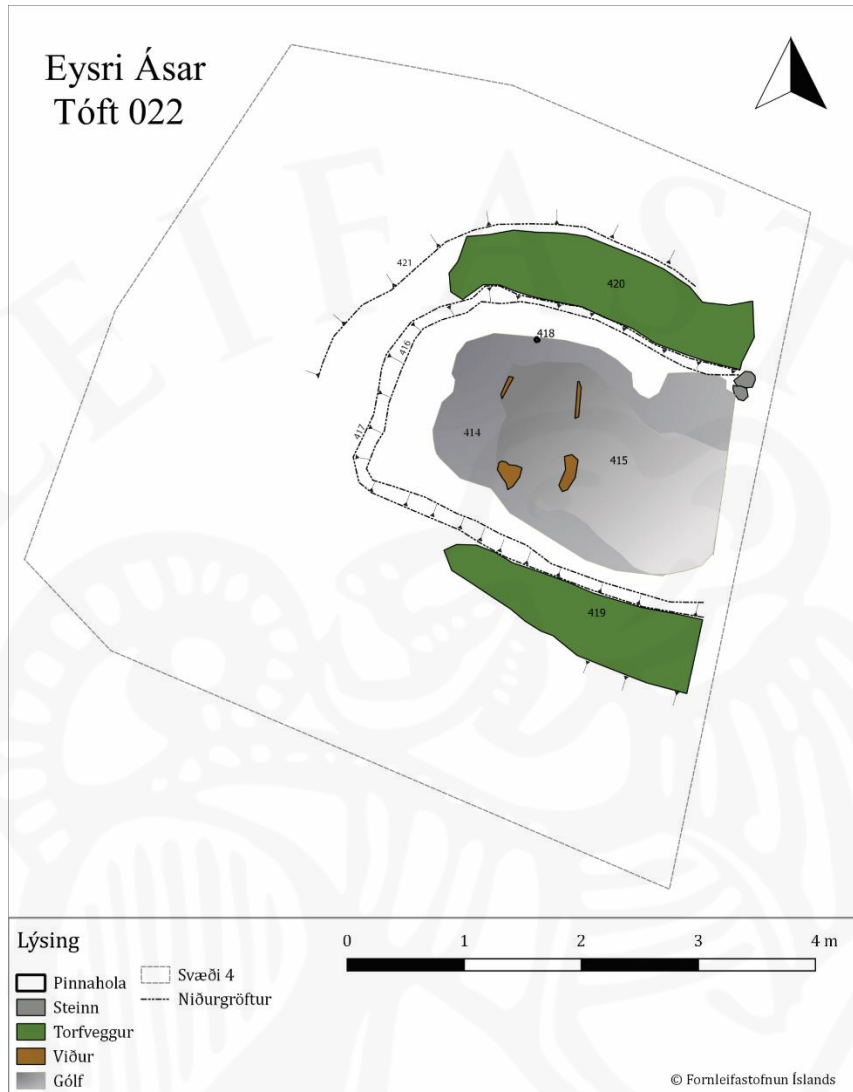 Eysri Ásar
Tóft 022
421
420
418
416
417
414
415
419
Lýsing
Pinnahola
Steinn
Torfveggur
Viður
Gólf
Svæði 4
Niðurgröftur
0 1 2 3 4 m
© Fornleifastofnun Íslands
LEIFAST